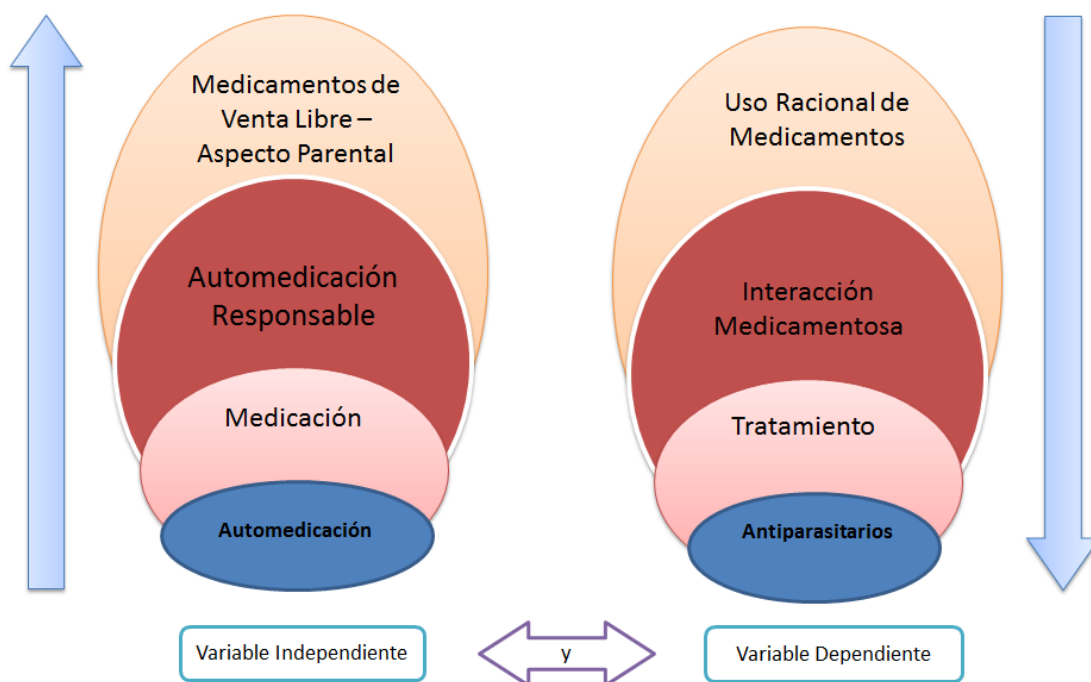 Medicamentos de
Venta Libre –
Aspecto Parental
Automedicación
Responsable
Medicación
Automedicación
Uso Racional de
Medicamentos
Interacción
Medicamentosa
Tratamiento
Antiparasitarios
Variable Independiente
y
Variable Dependiente